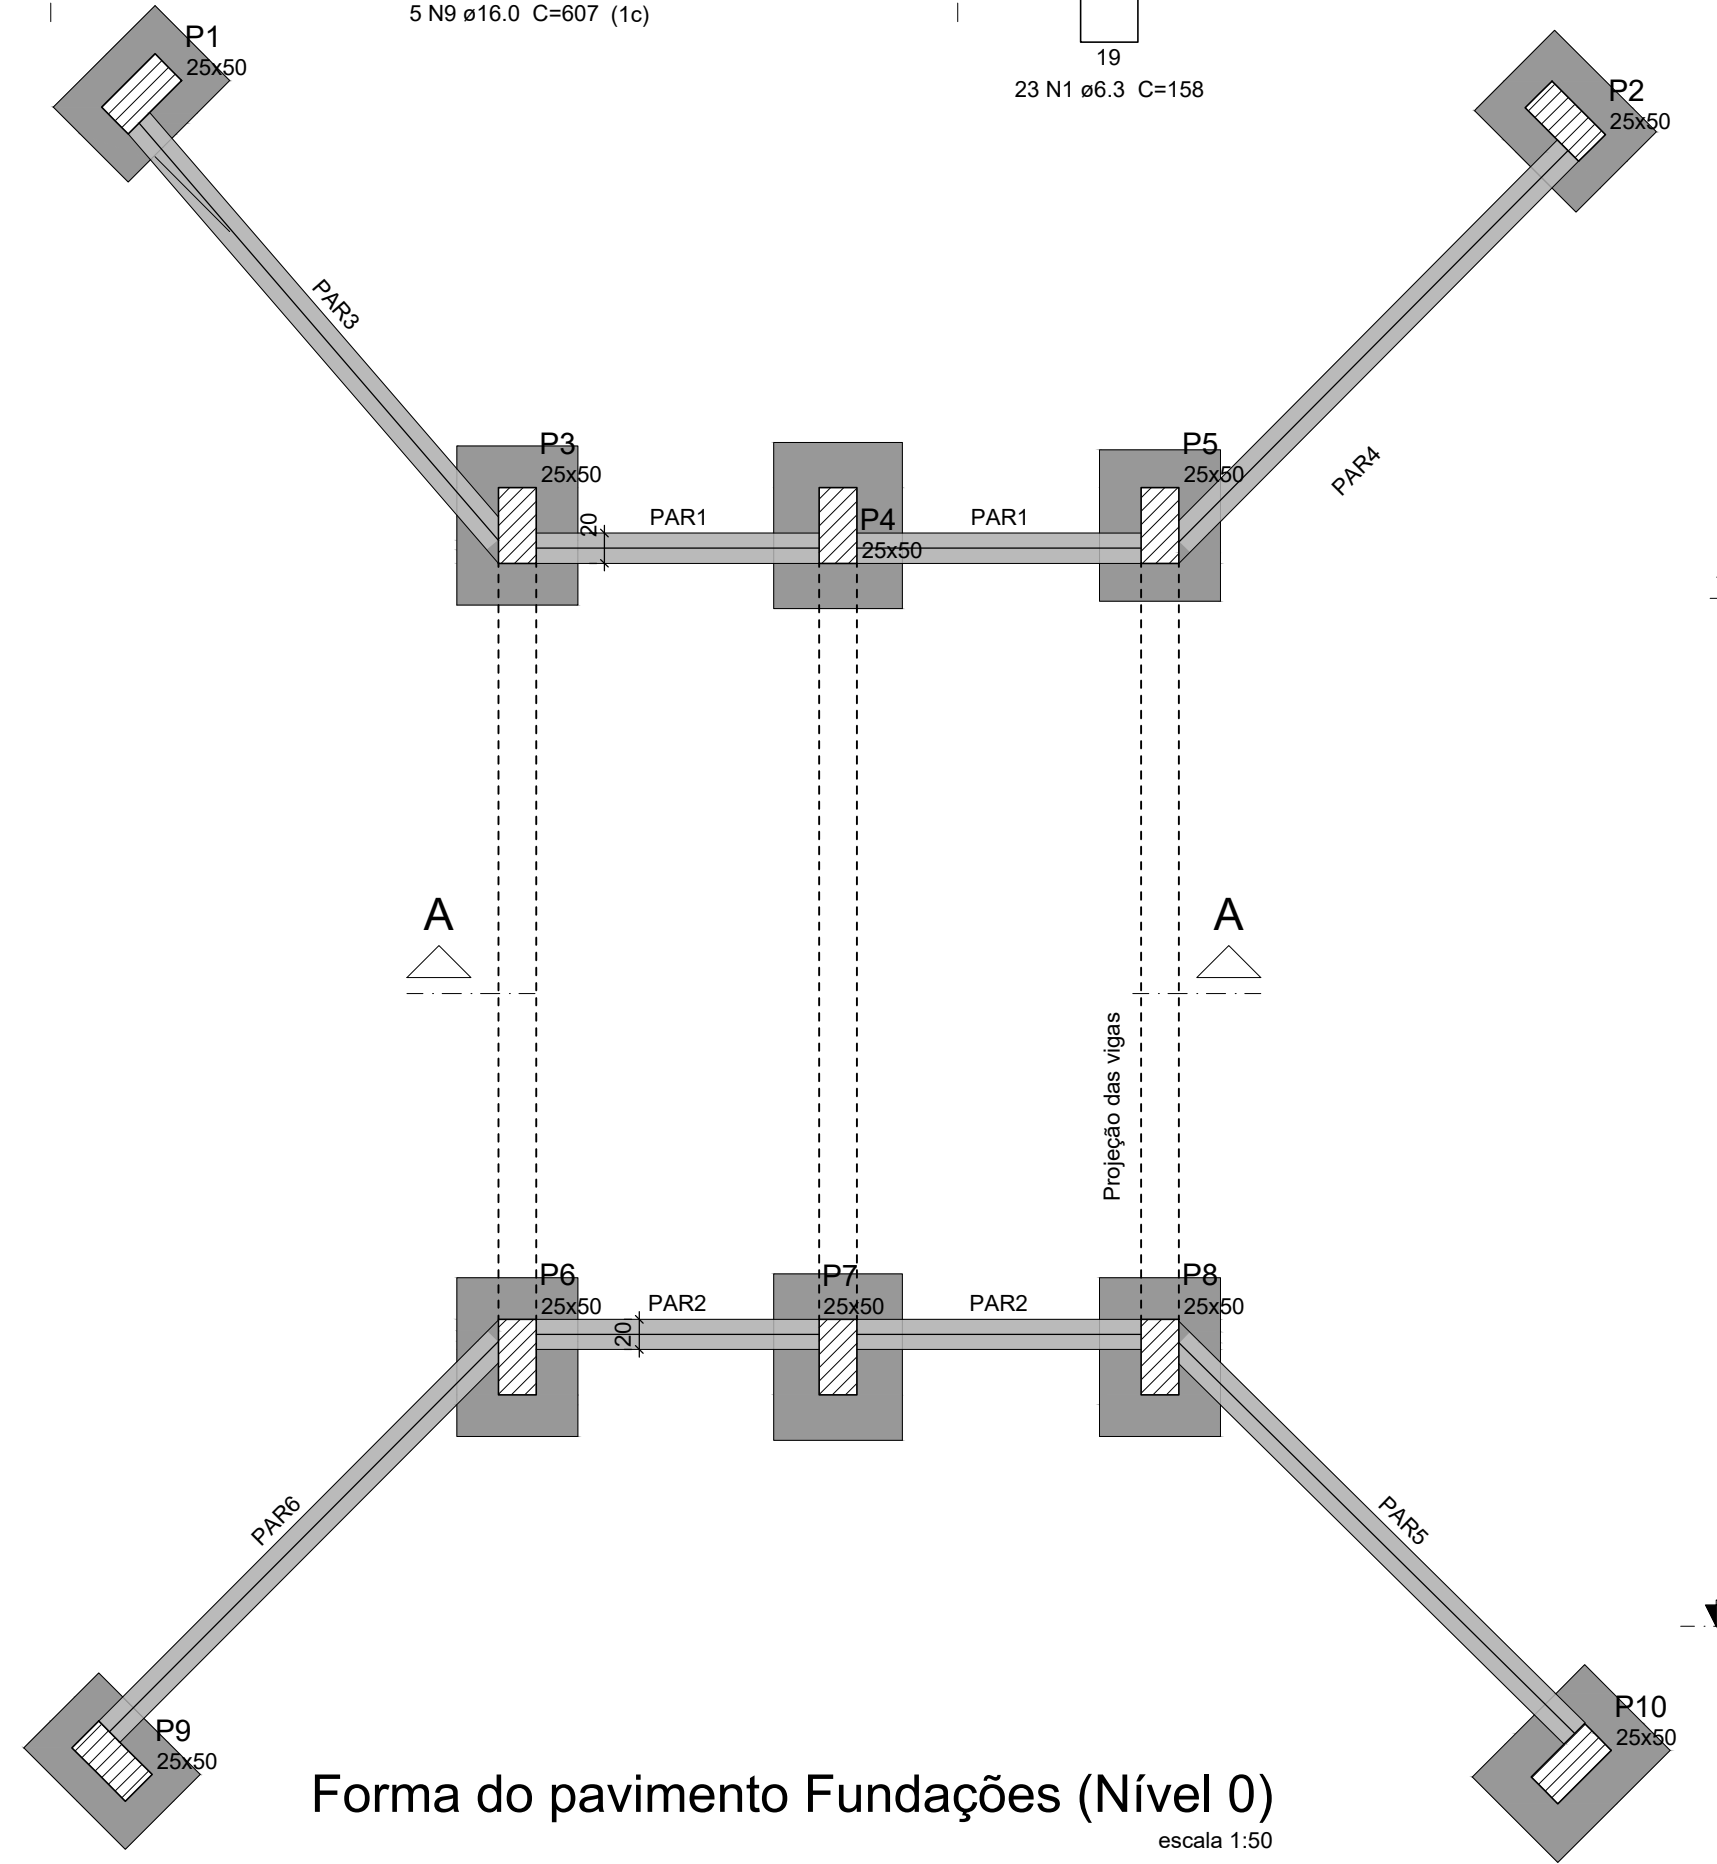 5 N9 ø16.0 C=607 (1c)
19
23 N1 ø6.3 C=158
P1
25x50
P2
25x50
PAR3
PAR4
P3
25x50
P5
25x50
20
PAR1
P4
25x50
PAR1
A
A
Projeção das vigas
P6
25x50
PAR2
P7
25x50
PAR2
P8
25x50
20
PAR6
PAR5
P9
25x50
P10
25x50
Forma do pavimento Fundações (Nível 0)
escala 1:50